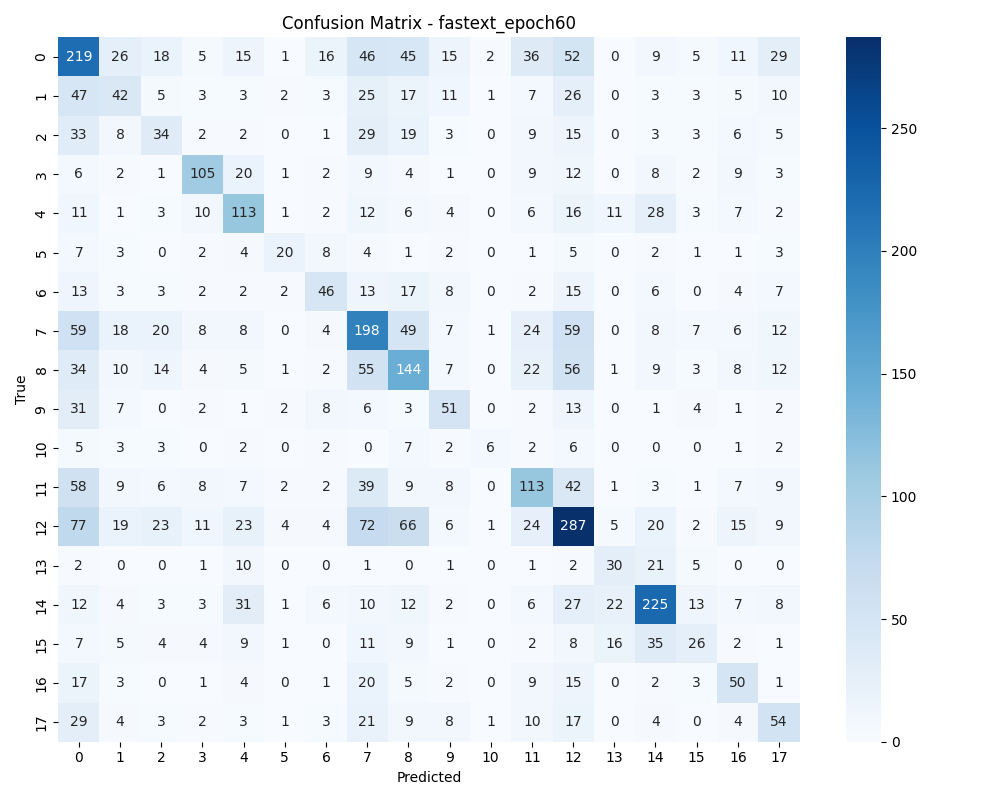 Confusion Matrix - fastext_epoch60
True
0 219 26 18 5 15 1 16 46 45 15 2 36 52 0 9 5 11 29
1 47 42 5 3 3 2 3 25 17 11 1 7 26 0 3 3 5 10
2 33 8 34 2 2 0 1 29 19 3 0 9 15 0 3 3 6 5
3 6 2 1 105 20 1 2 9 4 1 0 9 12 0 8 2 9 3
4 11 1 3 10 113 1 2 12 6 4 0 6 16 11 28 3 7 2
5 7 3 0 2 4 20 8 4 1 2 0 1 5 0 2 1 1 3
6 13 3 3 2 2 2 46 13 17 8 0 2 15 0 6 0 4 7
7 59 18 20 8 8 0 4 198 49 7 1 24 59 0 8 7 6 12
8 34 10 14 4 5 1 2 55 144 7 0 22 56 1 9 3 8 12
9 31 7 0 2 1 2 8 6 3 51 0 2 13 0 1 4 1 2
10 5 3 3 0 2 0 2 0 7 2 6 2 6 0 0 0 1 0
11 58 9 6 8 7 2 2 39 9 8 0 113 42 1 3 1 7 9
12 77 19 23 11 23 4 4 72 66 6 1 24 287 5 20 2 15 9
13 2 0 0 1 10 0 0 1 0 1 0 1 2 30 21 5 0 0
14 12 4 3 3 31 1 6 10 12 2 0 6 27 22 225 13 7 8
15 7 5 4 4 9 1 0 11 9 1 0 2 8 16 35 26 2 1
16 17 3 0 1 4 0 1 20 5 2 0 9 15 0 2 3 50 1
17 29 4 3 2 3 1 3 21 9 8 1 10 17 0 4 0 4 54
0 1 2 3 4 5 6 7 8 9 10 11 12 13 14 15 16 17
Predicted
250
200
150
100
50
0